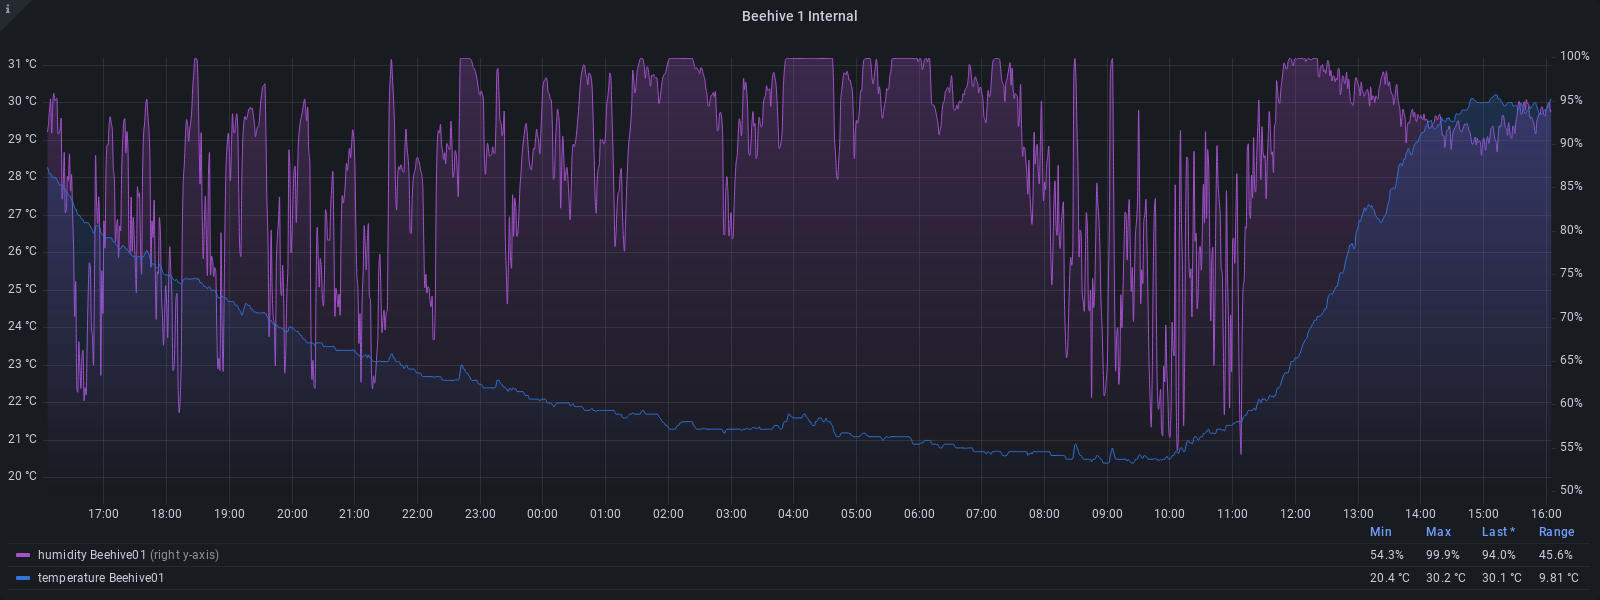 i
Beehive 1 Internal
31 °C
30 °C
29 °C
28 °C
27 °C
26 °C
25 °C
24 °C
23 °C
22 °C
21 °C
20 °C
100%
95%
90%
85%
80%
75%
70%
65%
60%
55%
50%
17:00 18:00 19:00 20:00 21:00 22:00 23:00 00:00 01:00 02:00 03:00 04:00 05:00 06:00 07:00 08:00 09:00 10:00 11:00 12:00 13:00 14:00 15:00 16:00
Min Max Last * Range
humidity Beehive01 (right y-axis) 54.3% 99.9% 94.0% 45.6%
temperature Beehive01 20.4 °C 30.2 °C 30.1 °C 9.81 °C